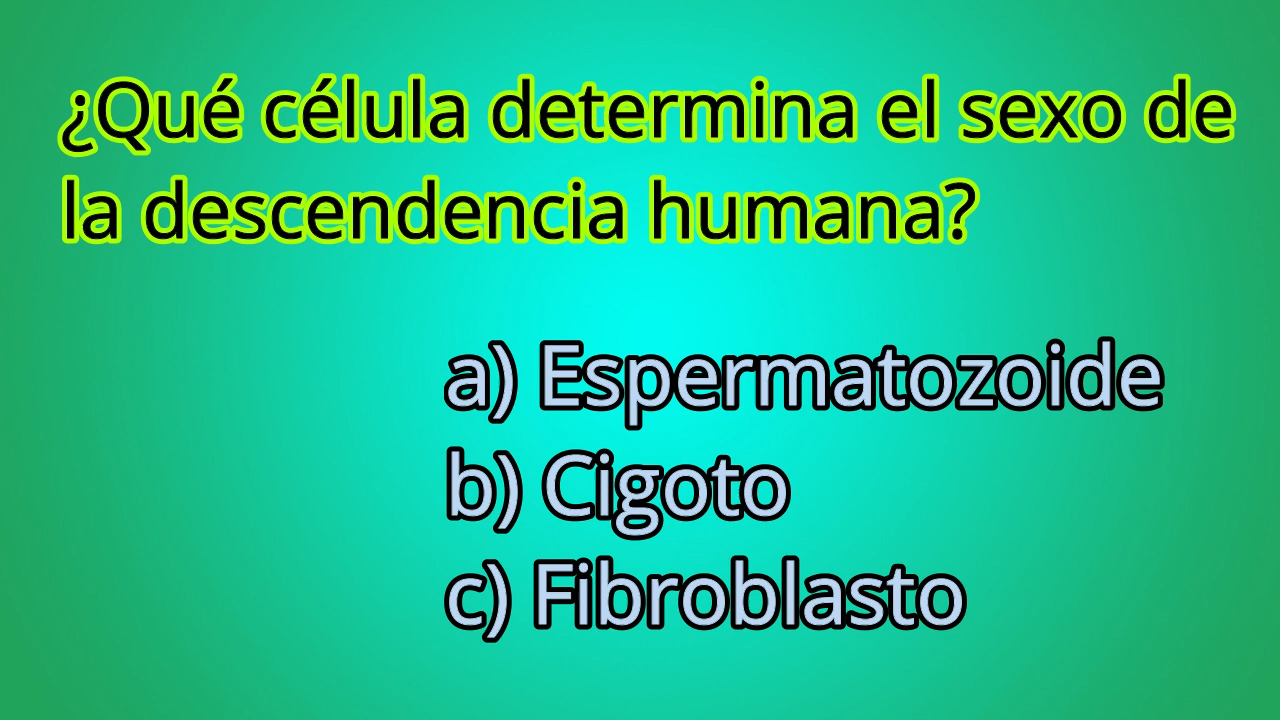 ¿Qué célula determina el sexo de
la descendencia humana?
a) Espermatozoide
b) Cigoto
c) Fibroblasto